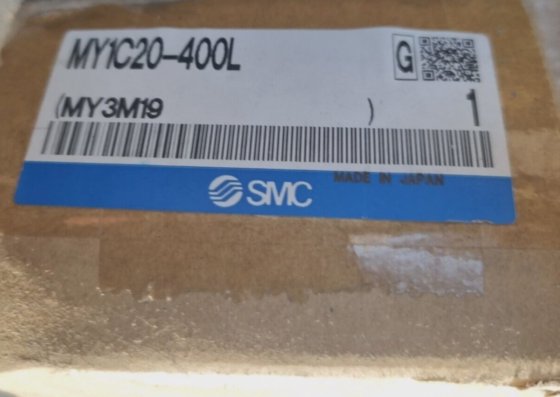 MY1C20-400L
G
(MY3M19 ) 1
MADE IN JAPAN
SMC